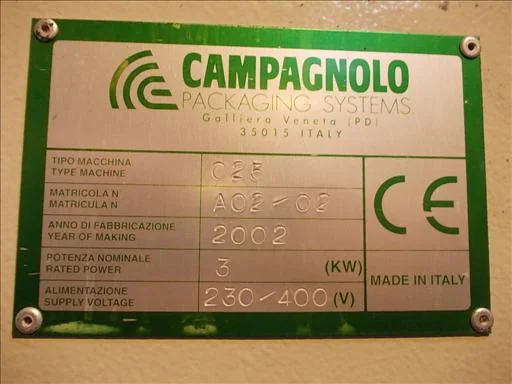 CAMPAGNOLO
PACKAGING SYSTEMS
Galliera Veneta (PD)
35015 ITALY
TIPO MACCHINA
TYPE MACHINE
C25
MATRICOLA N
MATRICULA N
A02-02
ANNO DI FABBRICAZIONE
YEAR OF MAKING
2002
POTENZA NOMINALE
RATED POWER
3 (KW)
ALIMENTAZIONE
SUPPLY VOLTAGE
230/400 (V)
CE
MADE IN ITALY